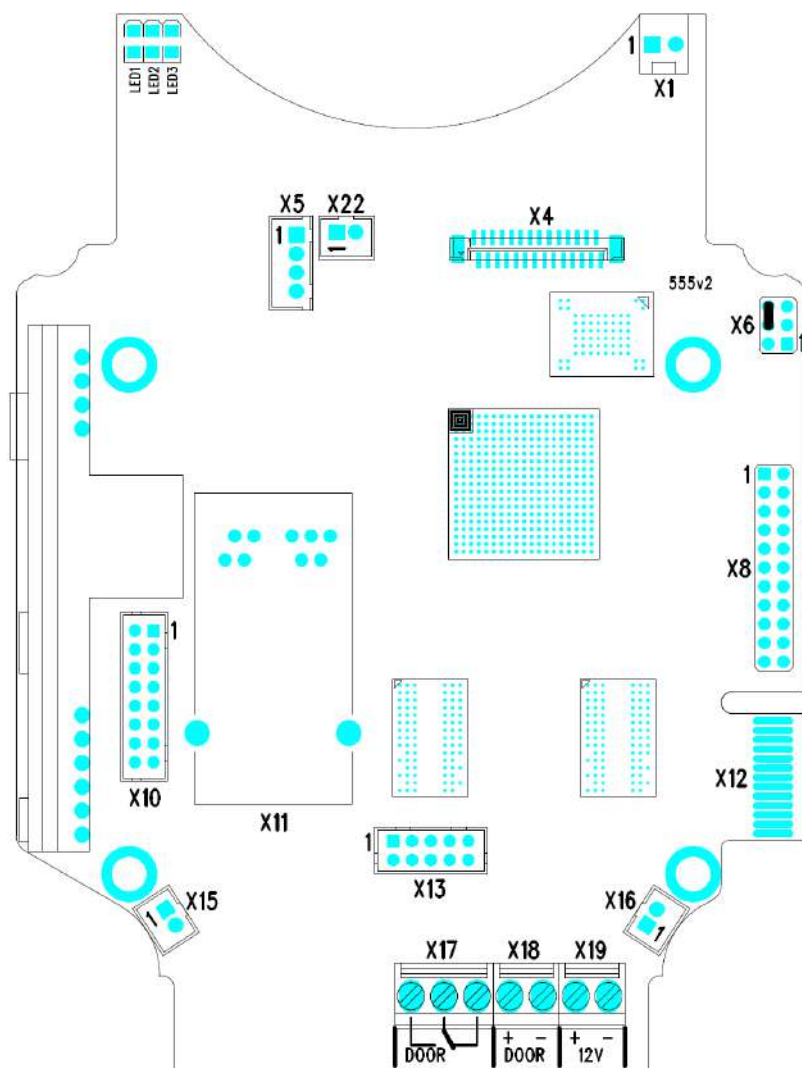 LED1 LED2 LED3
1
X1
X5 X22
1
1
X4
555v2
X6
1
1
X8
1
X10
X11
X12
1
X13
X15
1
X16
1
X17 X18 X19
+ - + -
DOOR DOOR 12V